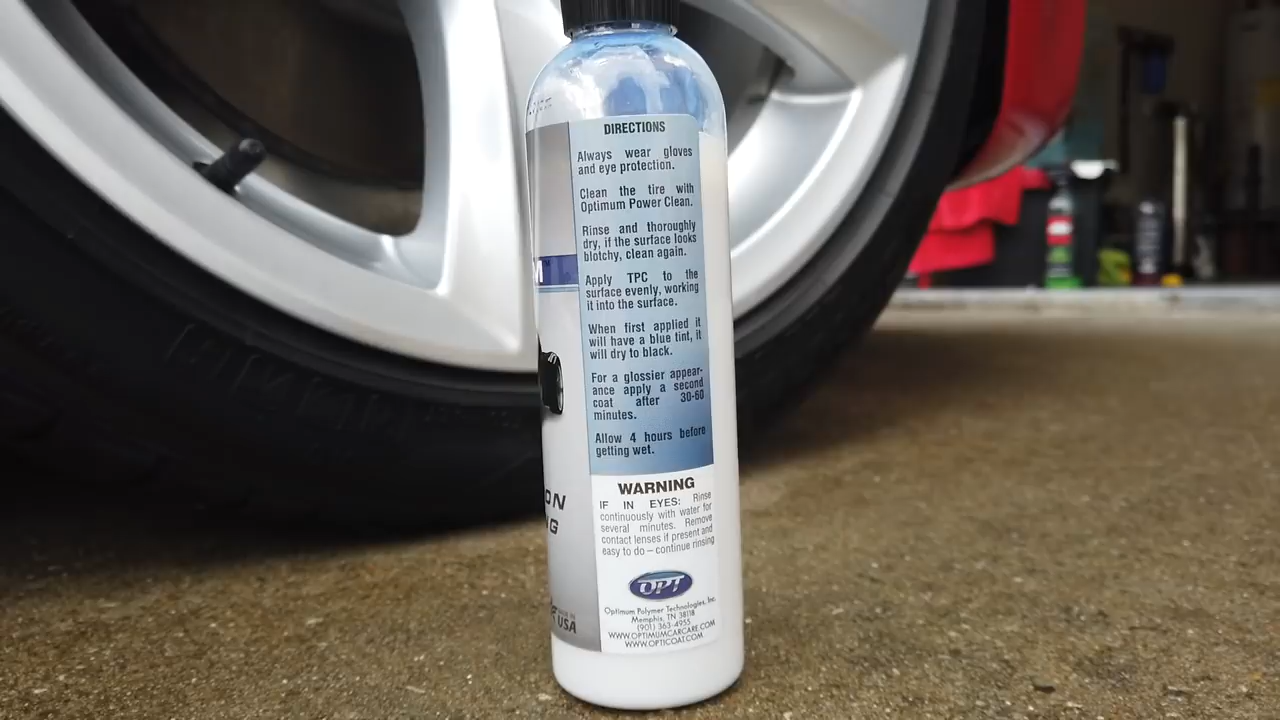 DIRECTIONS
Always wear gloves
and eye protection.
Clean the tire with
Optimum Power Clean.
Rinse and thoroughly
dry, if the surface looks
blotchy, clean again.
Apply TPC to the
surface evenly, working
it into the surface.
When first applied it
will have a blue tint, it
will dry to black.
For a glossier appear-
ance apply a second
coat after 30-60
minutes.
Allow 4 hours before
getting wet.
WARNING
IF IN EYES: Rinse
continuously with water for
several minutes. Remove
contact lenses if present and
easy to do – continue rinsing
OPT
Optimum Polymer Technologies, Inc.
Memphis, TN 38118
(901) 363-4955
WWW.OPTIMUMCARCARE.COM
WWW.OPTICOAT.COM
M
ON
NG
USA